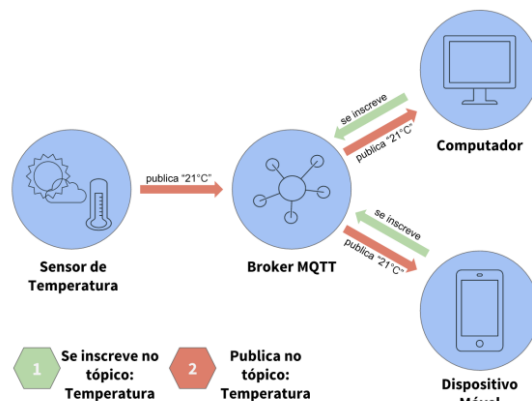 se inscreve
publica "21°C"
Computador
publica "21°C"
Sensor de
Temperatura
Broker MQTT
se inscreve
publica "21°C"
1
Se inscreve no
tópico:
Temperatura
2
Publica no
tópico:
Temperatura
Dispositivo
Móvel